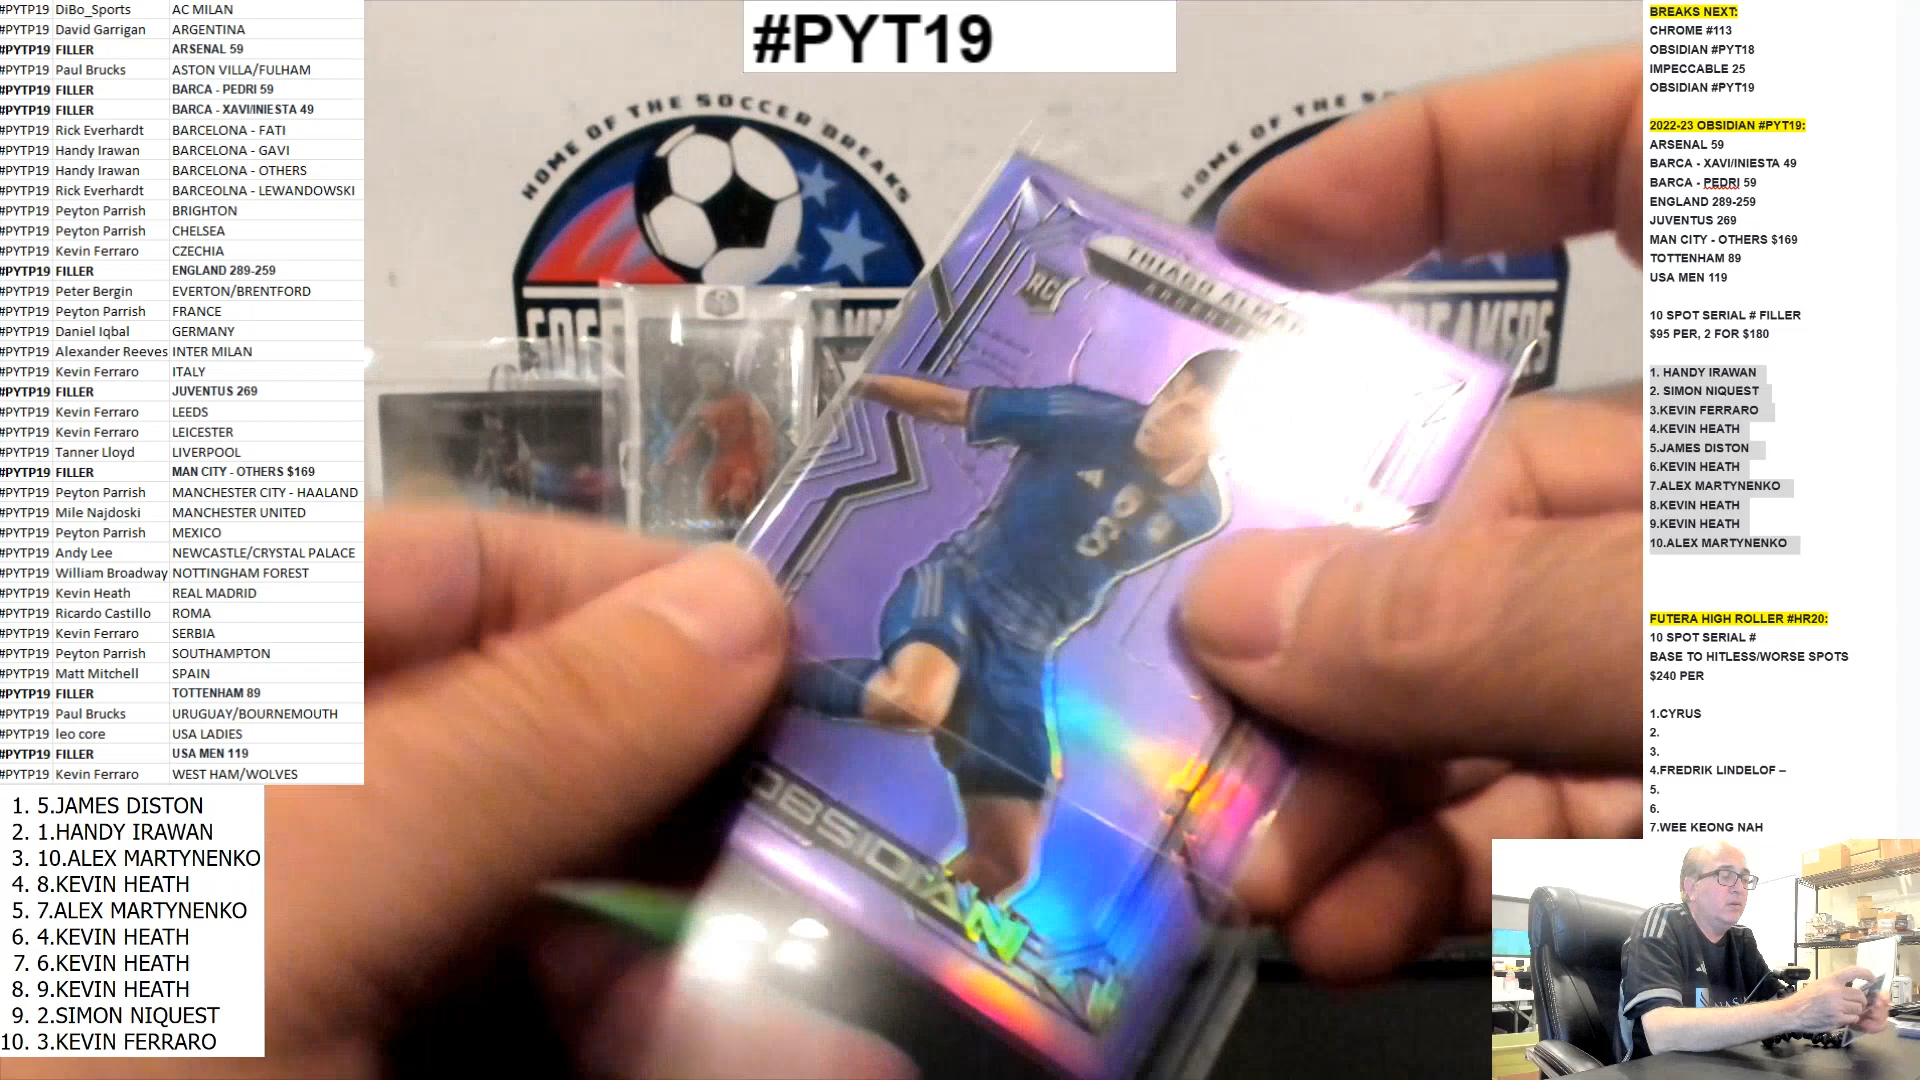 #PYT19
#PYTP19 DiBo_Sports AC MILAN
#PYTP19 David Garrigan ARGENTINA
#PYTP19 FILLER ARSENAL 59
#PYTP19 Paul Brucks ASTON VILLA/FULHAM
#PYTP19 FILLER BARCA - PEDRI 59
#PYTP19 FILLER BARCA - XAVI/INIESTA 49
#PYTP19 Rick Everhardt BARCELONA - FATI
#PYTP19 Handy Irawan BARCELONA - GAVI
#PYTP19 Handy Irawan BARCELONA - OTHERS
#PYTP19 Rick Everhardt BARCEOLNA - LEWANDOWSKI
#PYTP19 Peyton Parrish BRIGHTON
#PYTP19 Peyton Parrish CHELSEA
#PYTP19 Kevin Ferraro CZECHIA
#PYTP19 FILLER ENGLAND 289-259
#PYTP19 Peter Bergin EVERTON/BRENTFORD
#PYTP19 Peyton Parrish FRANCE
#PYTP19 Daniel Iqbal GERMANY
#PYTP19 Alexander Reeves INTER MILAN
#PYTP19 Kevin Ferraro ITALY
#PYTP19 FILLER JUVENTUS 269
#PYTP19 Kevin Ferraro LEEDS
#PYTP19 Kevin Ferraro LEICESTER
#PYTP19 Tanner Lloyd LIVERPOOL
#PYTP19 FILLER MAN CITY - OTHERS $169
#PYTP19 Peyton Parrish MANCHESTER CITY - HAALAND
#PYTP19 Mile Najdoski MANCHESTER UNITED
#PYTP19 Peyton Parrish MEXICO
#PYTP19 Andy Lee NEWCASTLE/CRYSTAL PALACE
#PYTP19 William Broadway NOTTINGHAM FOREST
#PYTP19 Kevin Heath REAL MADRID
#PYTP19 Ricardo Castillo ROMA
#PYTP19 Kevin Ferraro SERBIA
#PYTP19 Peyton Parrish SOUTHAMPTON
#PYTP19 Matt Mitchell SPAIN
#PYTP19 FILLER TOTTENHAM 89
#PYTP19 Paul Brucks URUGUAY/BOURNEMOUTH
#PYTP19 leo core USA LADIES
#PYTP19 FILLER USA MEN 119
#PYTP19 Kevin Ferraro WEST HAM/WOLVES
1. 5.JAMES DISTON
2. 1.HANDY IRAWAN
3. 10.ALEX MARTYNENKO
4. 8.KEVIN HEATH
5. 7.ALEX MARTYNENKO
6. 4.KEVIN HEATH
7. 6.KEVIN HEATH
8. 9.KEVIN HEATH
9. 2.SIMON NIQUEST
10. 3.KEVIN FERRARO
HOME OF THE SOCCER BREAKS
HOME OF THE
RC
THIAGO
OBSIDIAN
BREAKS NEXT:
CHROME #113
OBSIDIAN #PYT18
IMPECCABLE 25
OBSIDIAN #PYT19
2022-23 OBSIDIAN #PYT19:
ARSENAL 59
BARCA - XAVI/INIESTA 49
BARCA - PEDRI 59
ENGLAND 289-259
JUVENTUS 269
MAN CITY - OTHERS $169
TOTTENHAM 89
USA MEN 119
10 SPOT SERIAL # FILLER
$95 PER, 2 FOR $180
1. HANDY IRAWAN
2. SIMON NIQUEST
3.KEVIN FERRARO
4.KEVIN HEATH
5.JAMES DISTON
6.KEVIN HEATH
7.ALEX MARTYNENKO
8.KEVIN HEATH
9.KEVIN HEATH
10.ALEX MARTYNENKO
FUTERA HIGH ROLLER #HR20:
10 SPOT SERIAL #
BASE TO HITLESS/WORSE SPOTS
$240 PER
1.CYRUS
2.
3.
4.FREDRIK LINDELOF –
5.
6.
7.WEE KEONG NAH